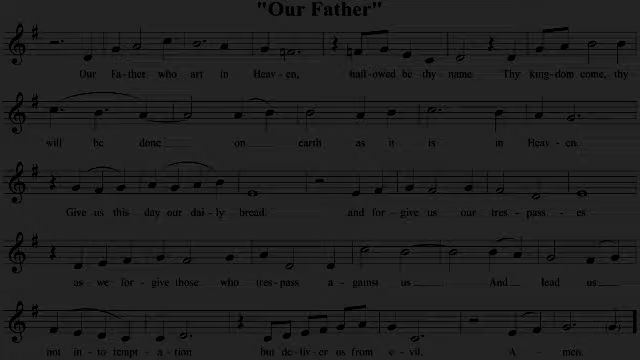 "Our Father"
Our Fa-ther who art in Heav-en, hall-owed be thy name. Thy king-dom come, thy
will be done on earth as it is in Heav-en.
Give us this day our dai-ly bread. and for-give us our tres-pass-es
as we for-give those who tres-pass a-gainst us And lead us
not in-to tempt-a-tion but de-liv-er us from e-vil. A men.